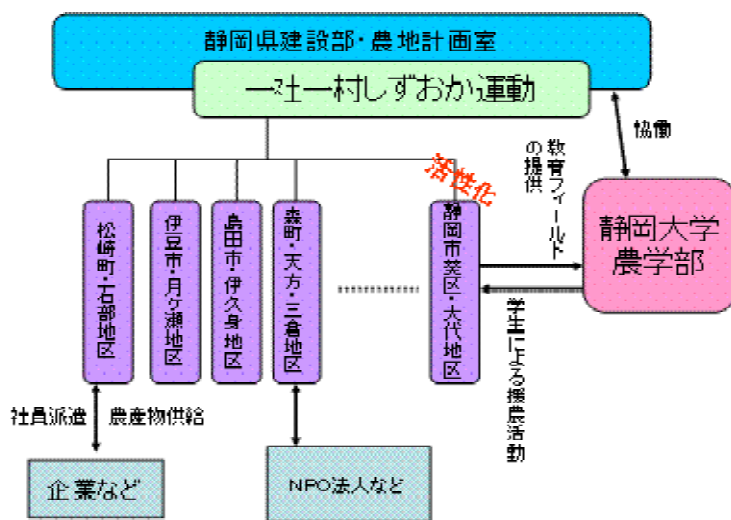 静岡県建設部・農地計画室
一社一村しずおか運動
協働
教育フィールド
の提供
活性化
静岡大学
農学部
松崎町・石部地区
伊豆市・月ヶ瀬地区
島田市・伊久身地区
森町・天方・三倉地区
静岡市葵区・大代地区
学生による援農活動
社員派遣
農産物供給
企業など
NPO法人など